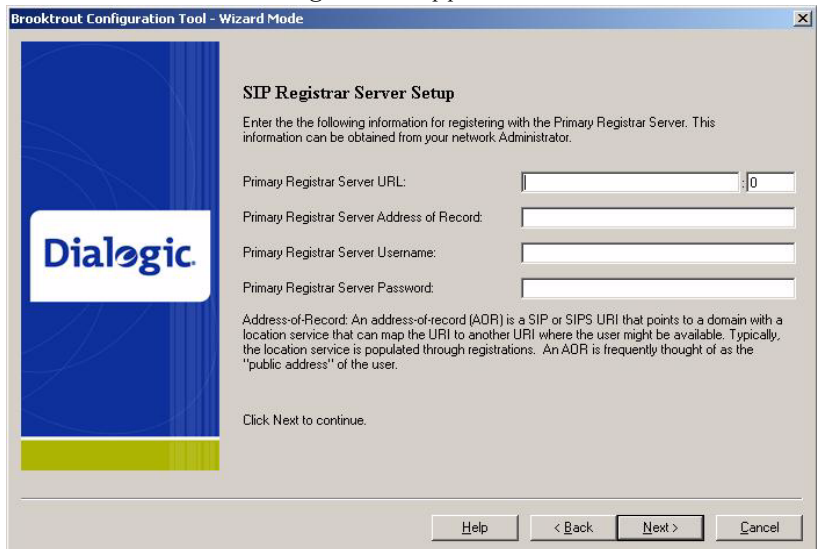 Brooktrout Configuration Tool - Wizard Mode
SIP Registrar Server Setup
Enter the the following information for registering with the Primary Registrar Server. This
information can be obtained from your network Administrator.
Primary Registrar Server URL:
:0
Primary Registrar Server Address of Record:
Dialogic.
Primary Registrar Server Username:
Primary Registrar Server Password:
Address-of-Record: An address-of-record (AOR) is a SIP or SIPS URI that points to a domain with a
location service that can map the URI to another URI where the user might be available. Typically,
the location service is populated through registrations. An AOR is frequently thought of as the
"public address" of the user.
Click Next to continue.
Help
< Back
Next >
Cancel